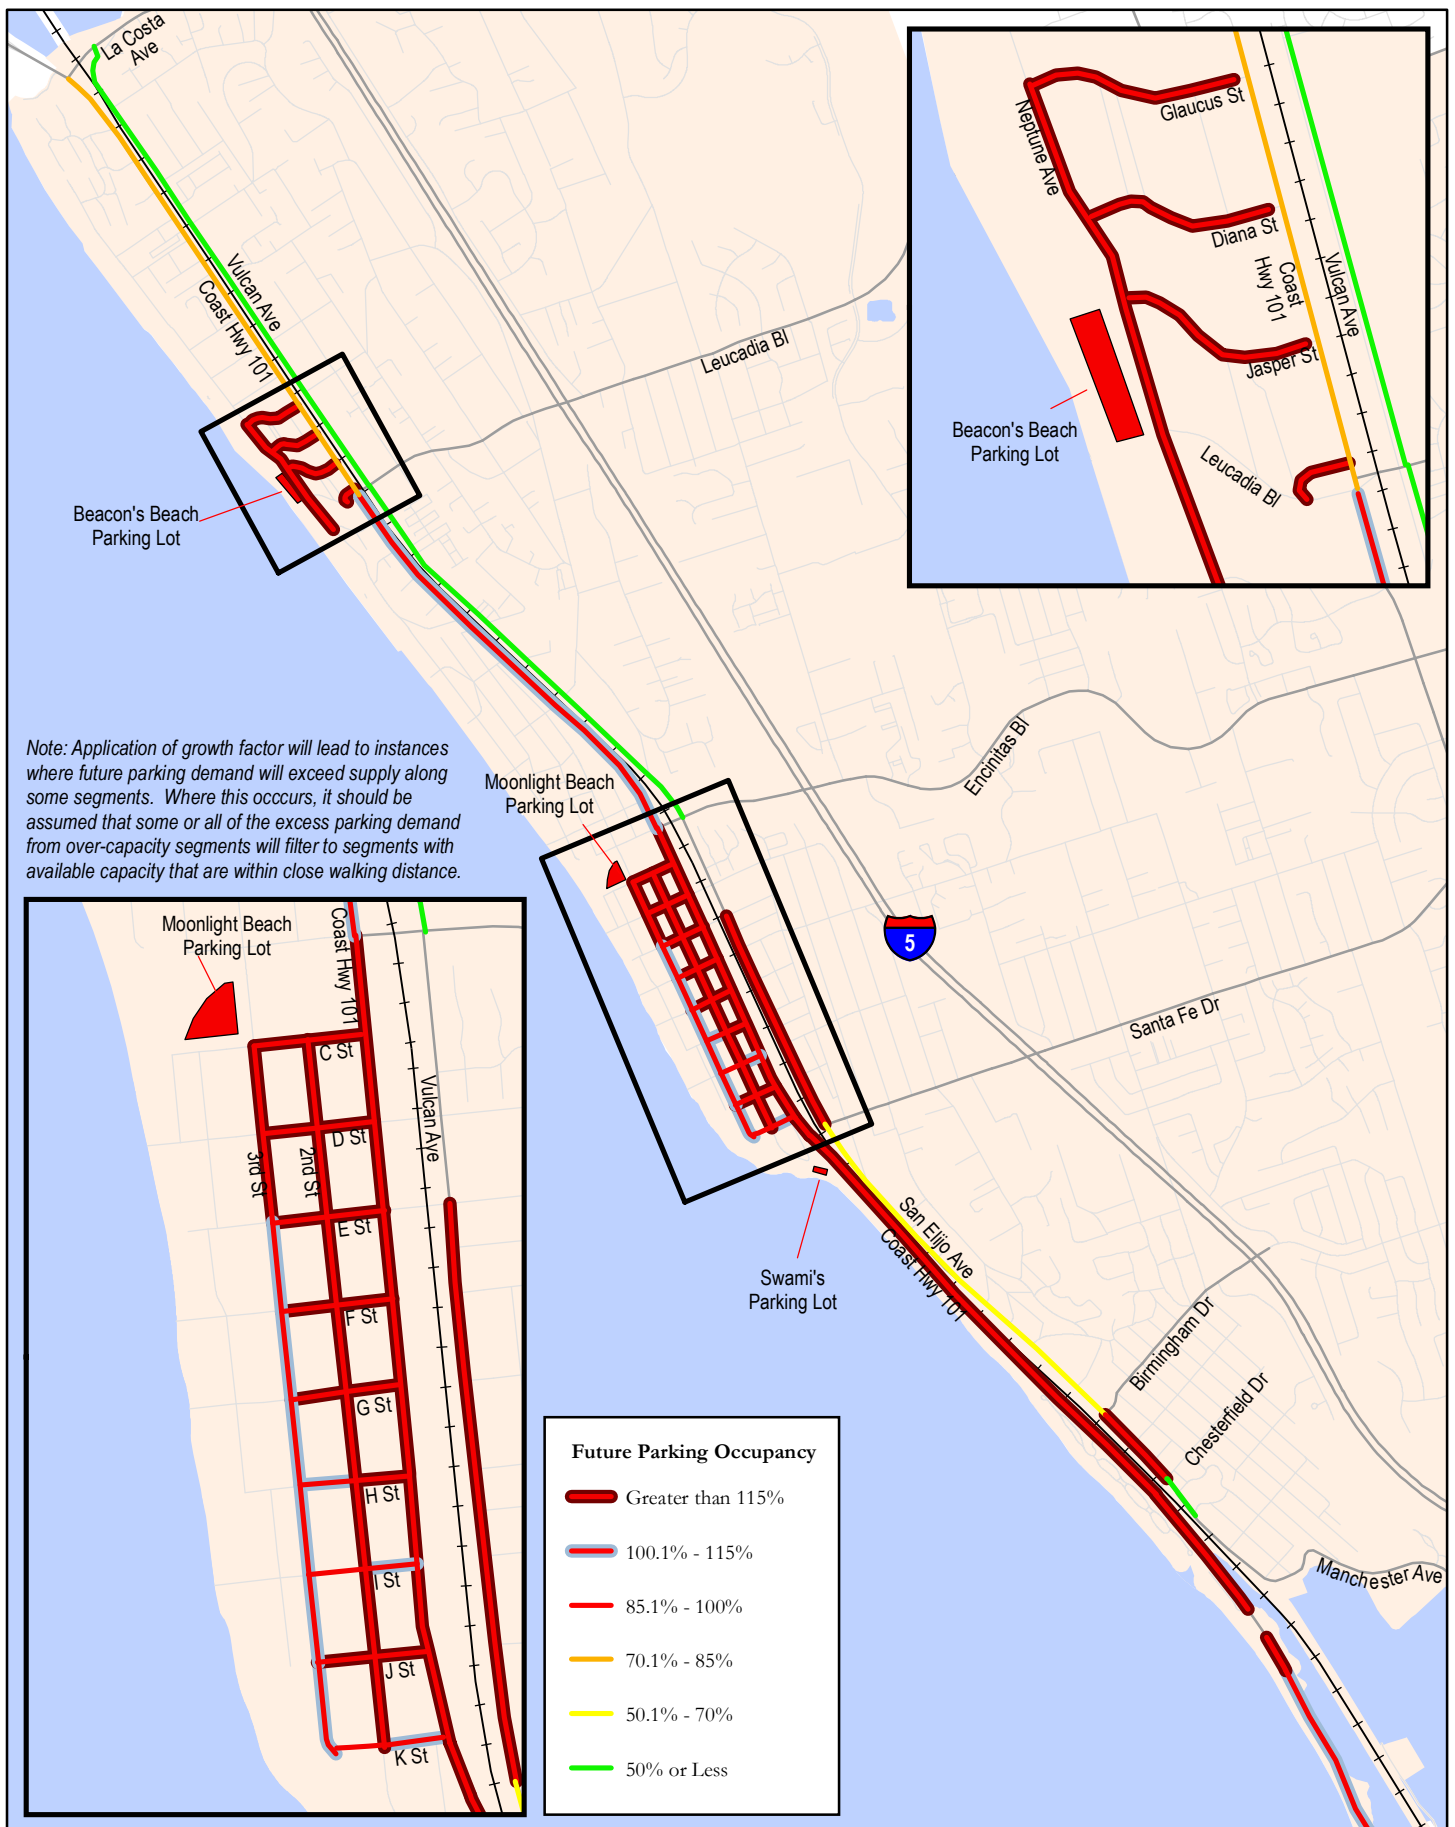 La Costa
Ave
Vulcan Ave
Coast Hwy 101
Leucadia Bl
Beacon's Beach
Parking Lot
Glaucus St
Neptune Ave
Diana St
Coast
Hwy 101
Vulcan Ave
Jasper St
Beacon's Beach
Parking Lot
Leucadia Bl
Note: Application of growth factor will lead to instances
where future parking demand will exceed supply along
some segments. Where this occcurs, it should be
assumed that some or all of the excess parking demand
from over-capacity segments will filter to segments with
available capacity that are within close walking distance.
Moonlight Beach
Parking Lot
Encinitas Bl
5
Santa Fe Dr
Swami's
Parking Lot
San Elijo Ave
Coast Hwy 101
Birmingham Dr
Chesterfield Dr
Manchester Ave
Moonlight Beach
Parking Lot
Coast Hwy 101
C St
Vulcan Ave
D St
3rd St
2nd St
E St
F St
G St
H St
I St
J St
K St
Future Parking Occupancy
Greater than 115%
100.1% - 115%
85.1% - 100%
70.1% - 85%
50.1% - 70%
50% or Less